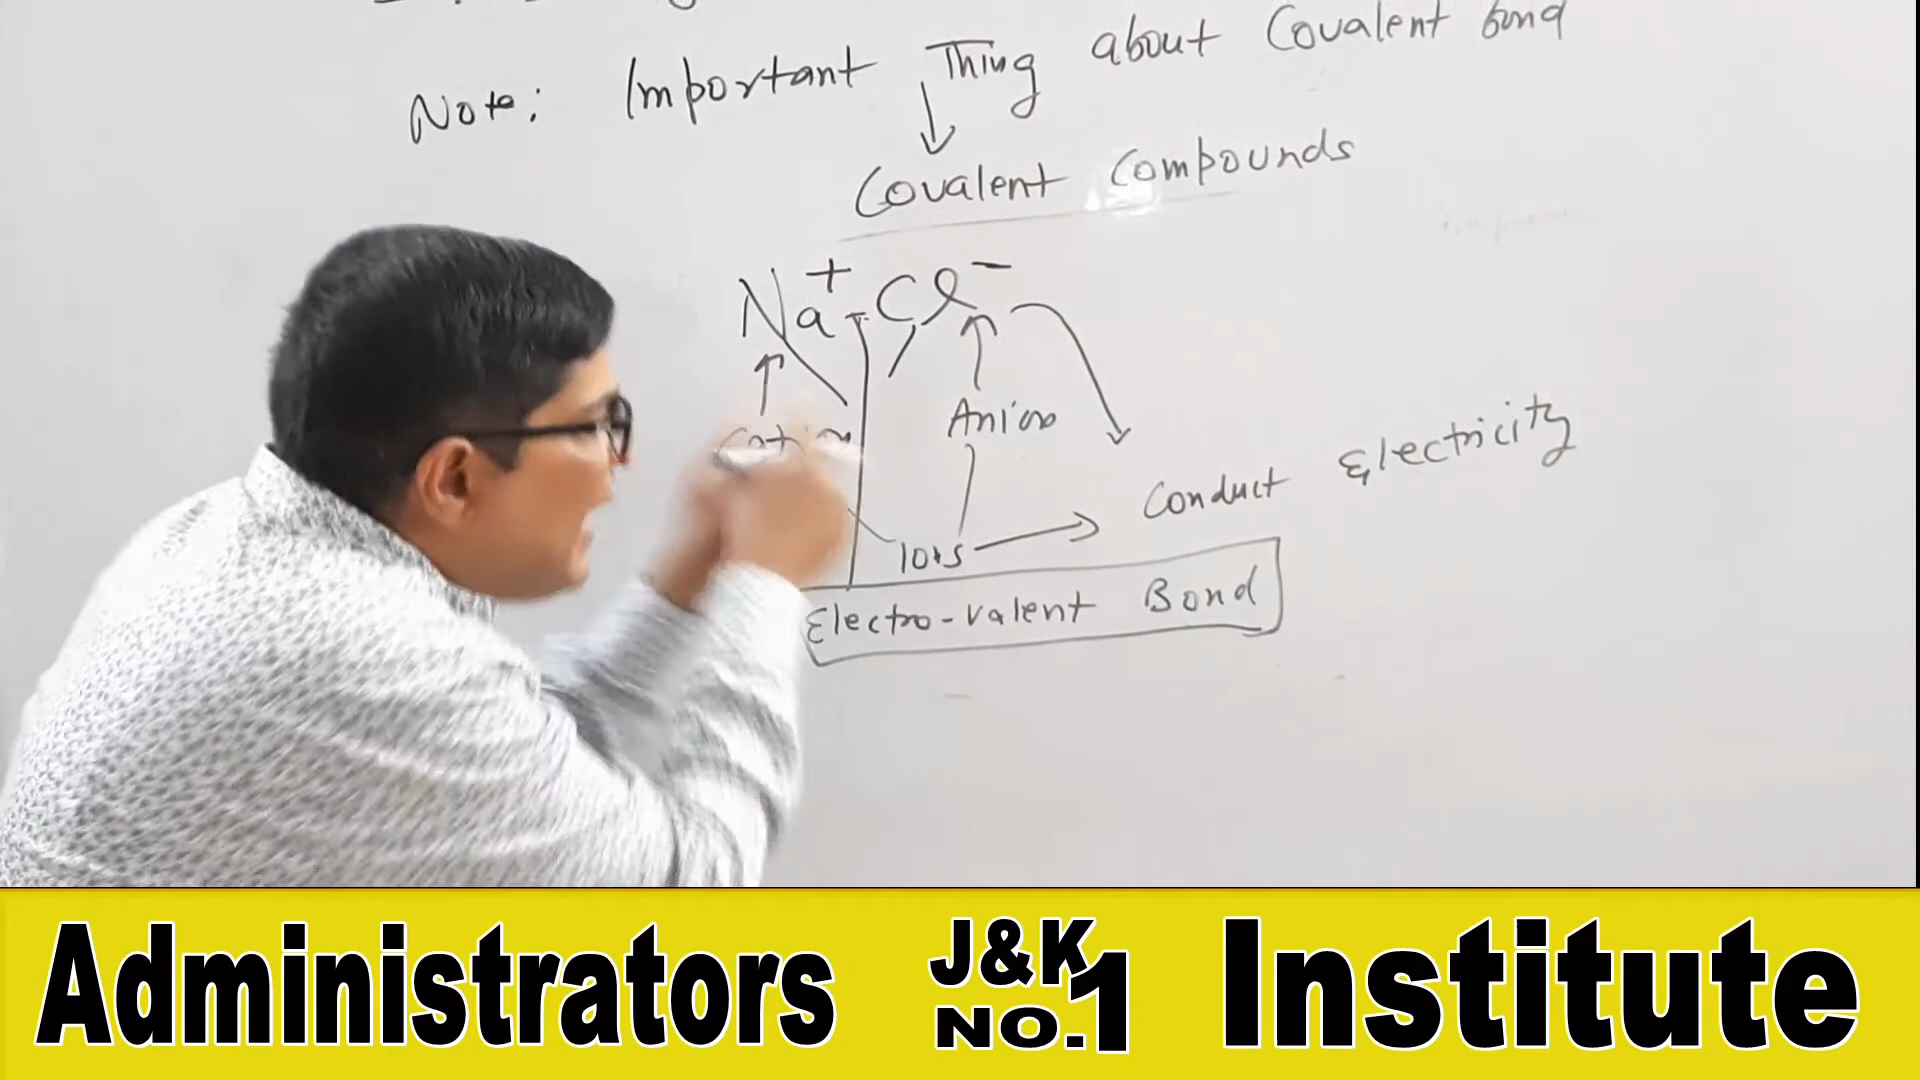 Note: Important Thing about Covalent bond
Covalent Compounds
Na+ - Cl-
Cation Anion
Ions Conduct Electricity
Electro-valent Bond
Administrators J&K NO.1 Institute